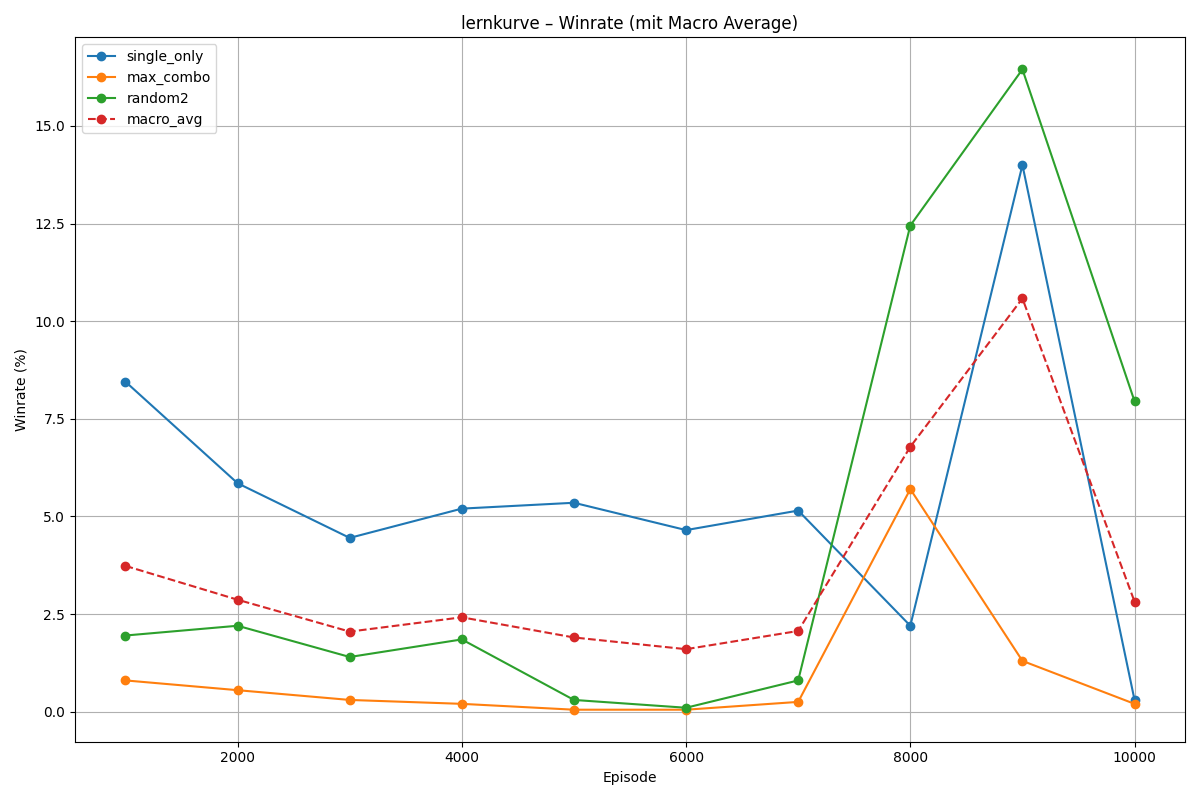 lernkurve – Winrate (mit Macro Average)
single_only
max_combo
random2
macro_avg
Winrate (%)
15.0
12.5
10.0
7.5
5.0
2.5
0.0
2000 4000 6000 8000 10000
Episode